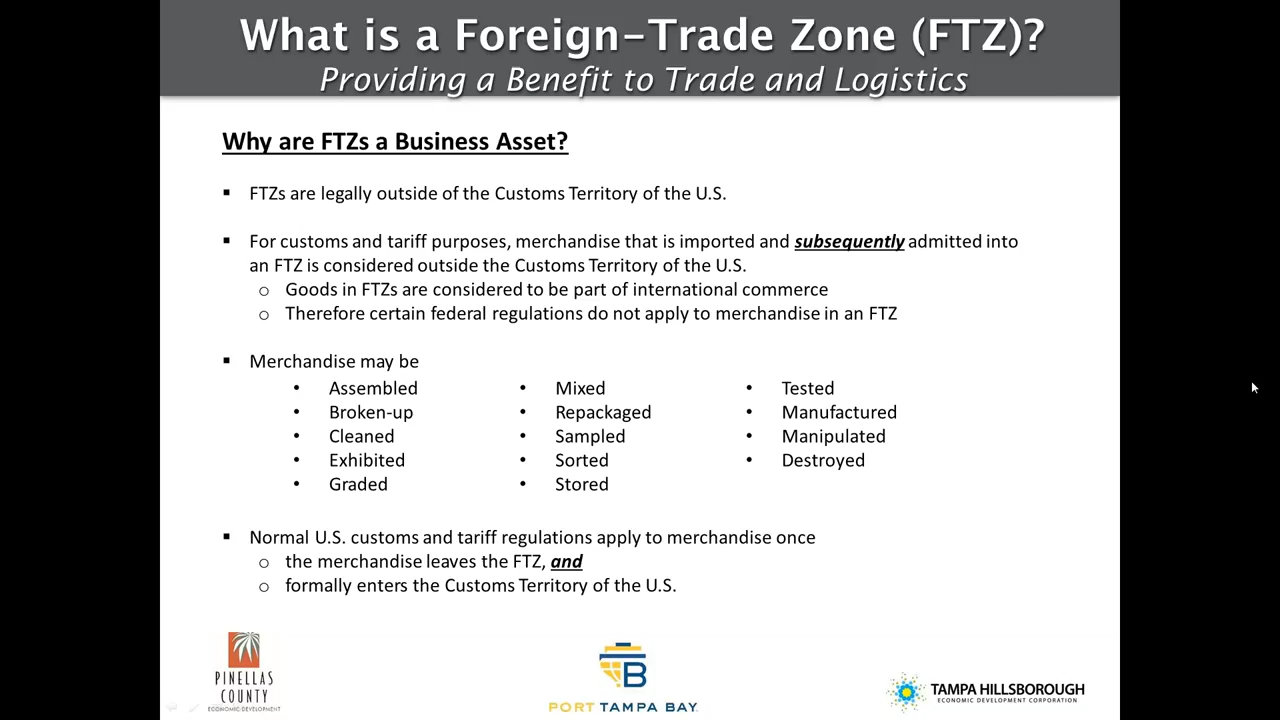 What is a Foreign-Trade Zone (FTZ)?
Providing a Benefit to Trade and Logistics
Why are FTZs a Business Asset?
▪ FTZs are legally outside of the Customs Territory of the U.S.
▪ For customs and tariff purposes, merchandise that is imported and subsequently admitted into
an FTZ is considered outside the Customs Territory of the U.S.
o Goods in FTZs are considered to be part of international commerce
o Therefore certain federal regulations do not apply to merchandise in an FTZ
▪ Merchandise may be
• Assembled
• Broken-up
• Cleaned
• Exhibited
• Graded
• Mixed
• Repackaged
• Sampled
• Sorted
• Stored
• Tested
• Manufactured
• Manipulated
• Destroyed
▪ Normal U.S. customs and tariff regulations apply to merchandise once
o the merchandise leaves the FTZ, and
o formally enters the Customs Territory of the U.S.
PINELLAS
COUNTY
ECONOMIC DEVELOPMENT
B
PORT TAMPA BAY
TAMPA HILLSBOROUGH
ECONOMIC DEVELOPMENT CORPORATION